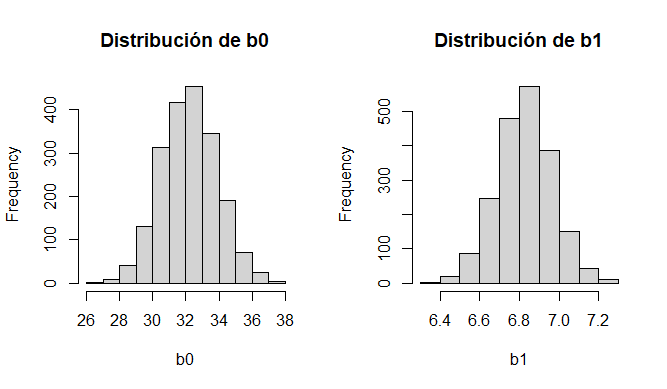 Distribución de b0
Frequency
0 100 200 300 400
26 28 30 32 34 36 38
b0
Distribución de b1
Frequency
0 100 300 500
6.4 6.6 6.8 7.0 7.2
b1